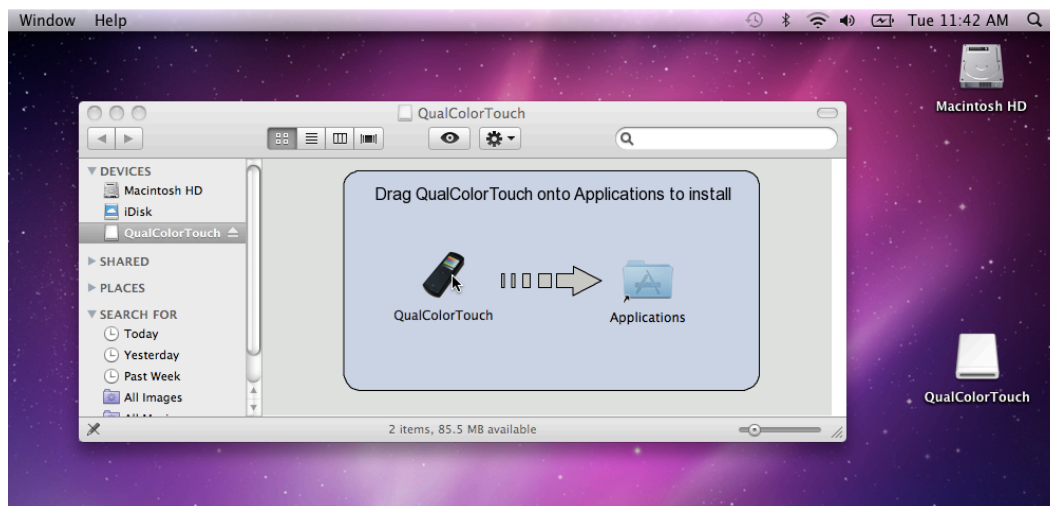 Window Help Tue 11:42 AM
Macintosh HD
QualColorTouch
DEVICES
Macintosh HD
iDisk
QualColorTouch
SHARED
PLACES
SEARCH FOR
Today
Yesterday
Past Week
All Images
Drag QualColorTouch onto Applications to install
QualColorTouch
Applications
2 items, 85.5 MB available
QualColorTouch